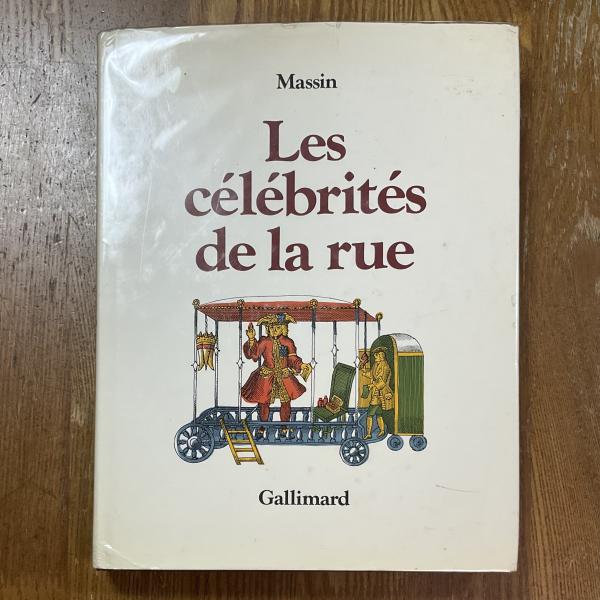 Massin
Les
célébrités
de la rue
Gallimard